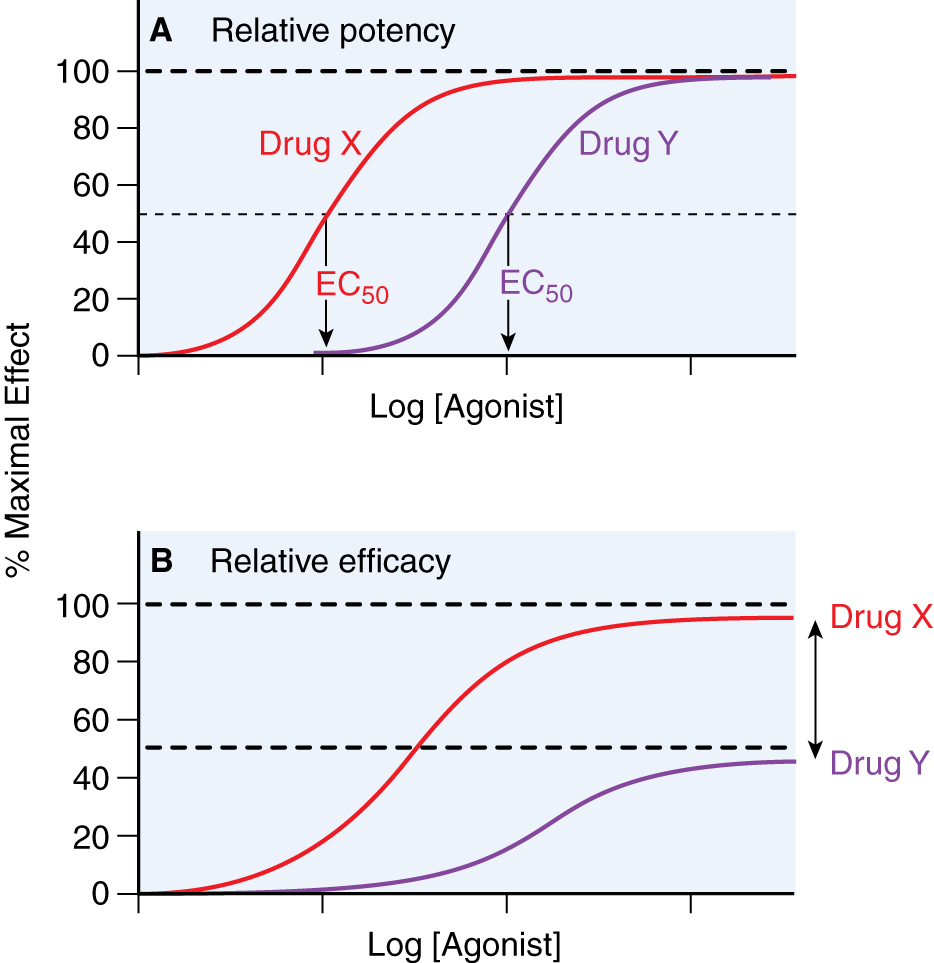 A Relative potency
100
80
60
40
20
0
Drug X
Drug Y
EC50
EC50
Log [Agonist]
% Maximal Effect
B Relative efficacy
100
80
60
40
20
0
Drug X
Drug Y
Log [Agonist]